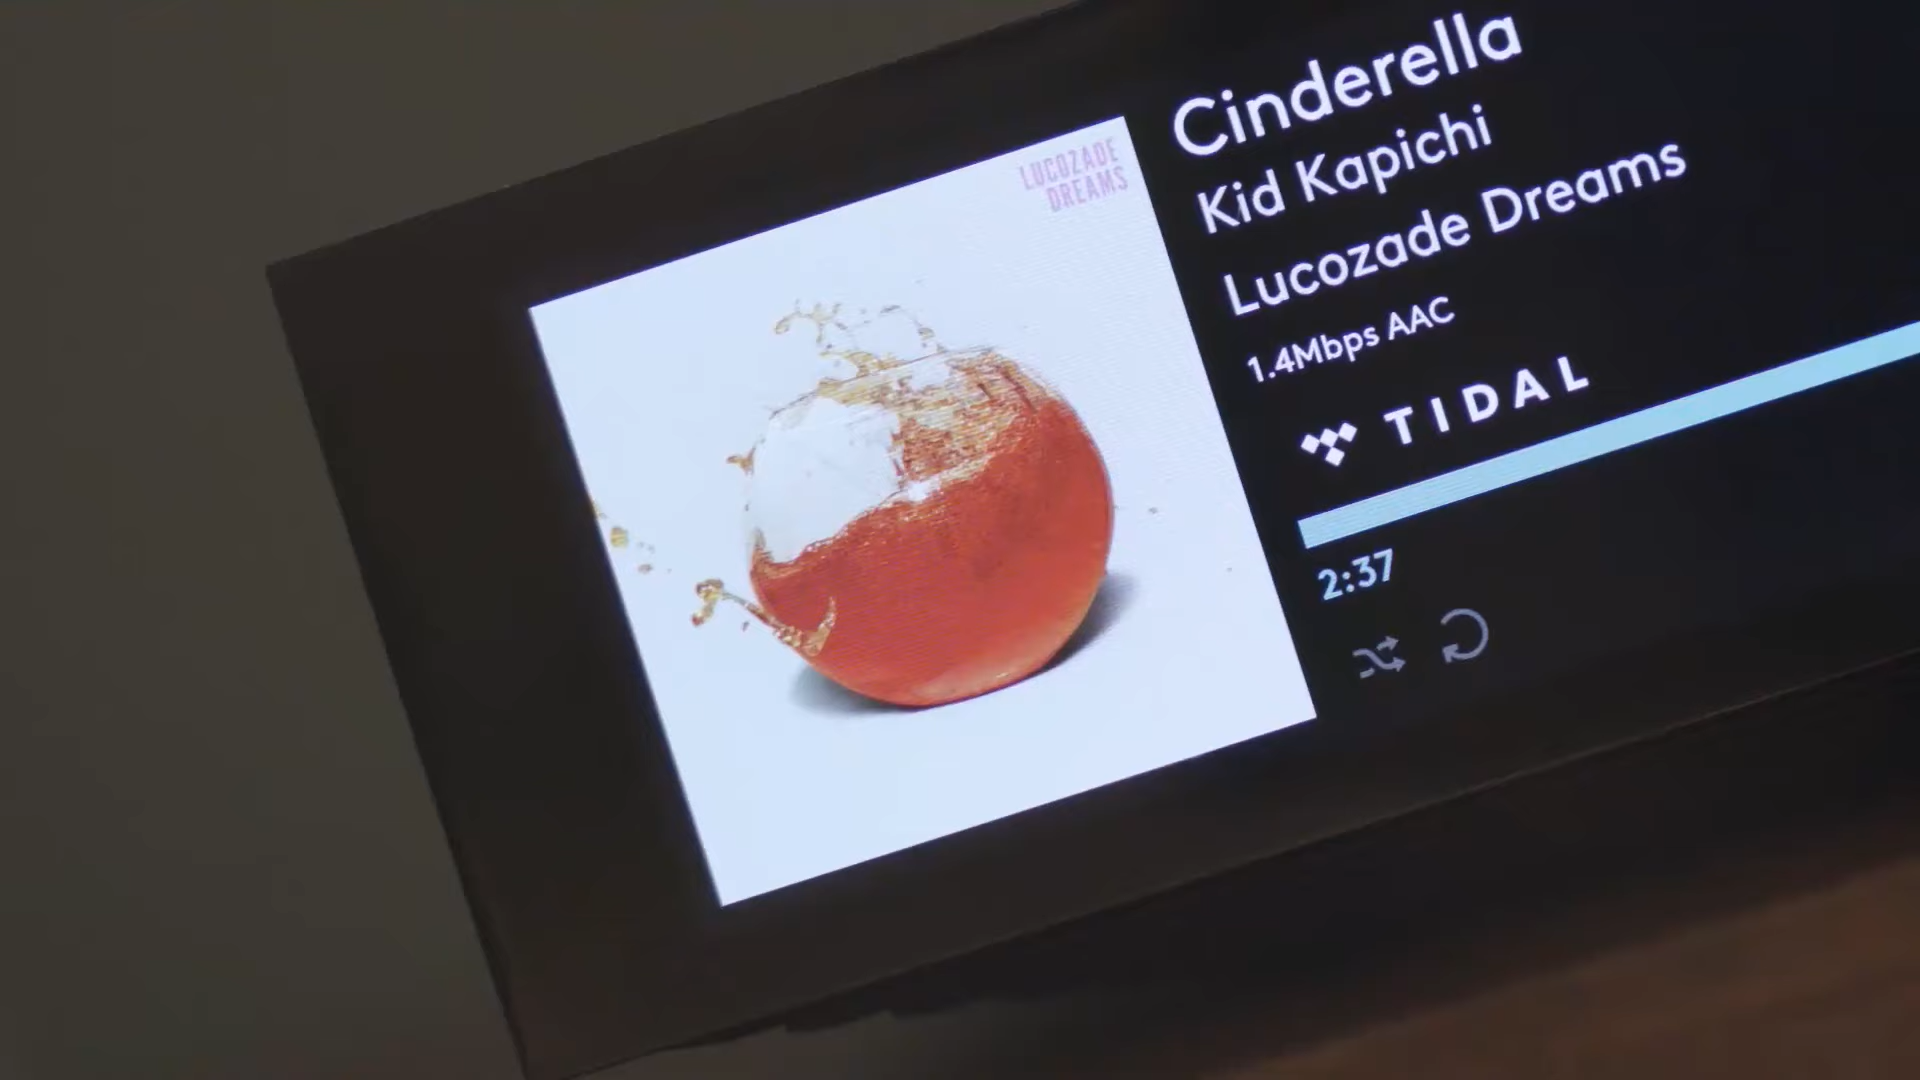 LUCOZADE
DREAMS
Cinderella
Kid Kapichi
Lucozade Dreams
1.4Mbps AAC
TIDAL
2:37